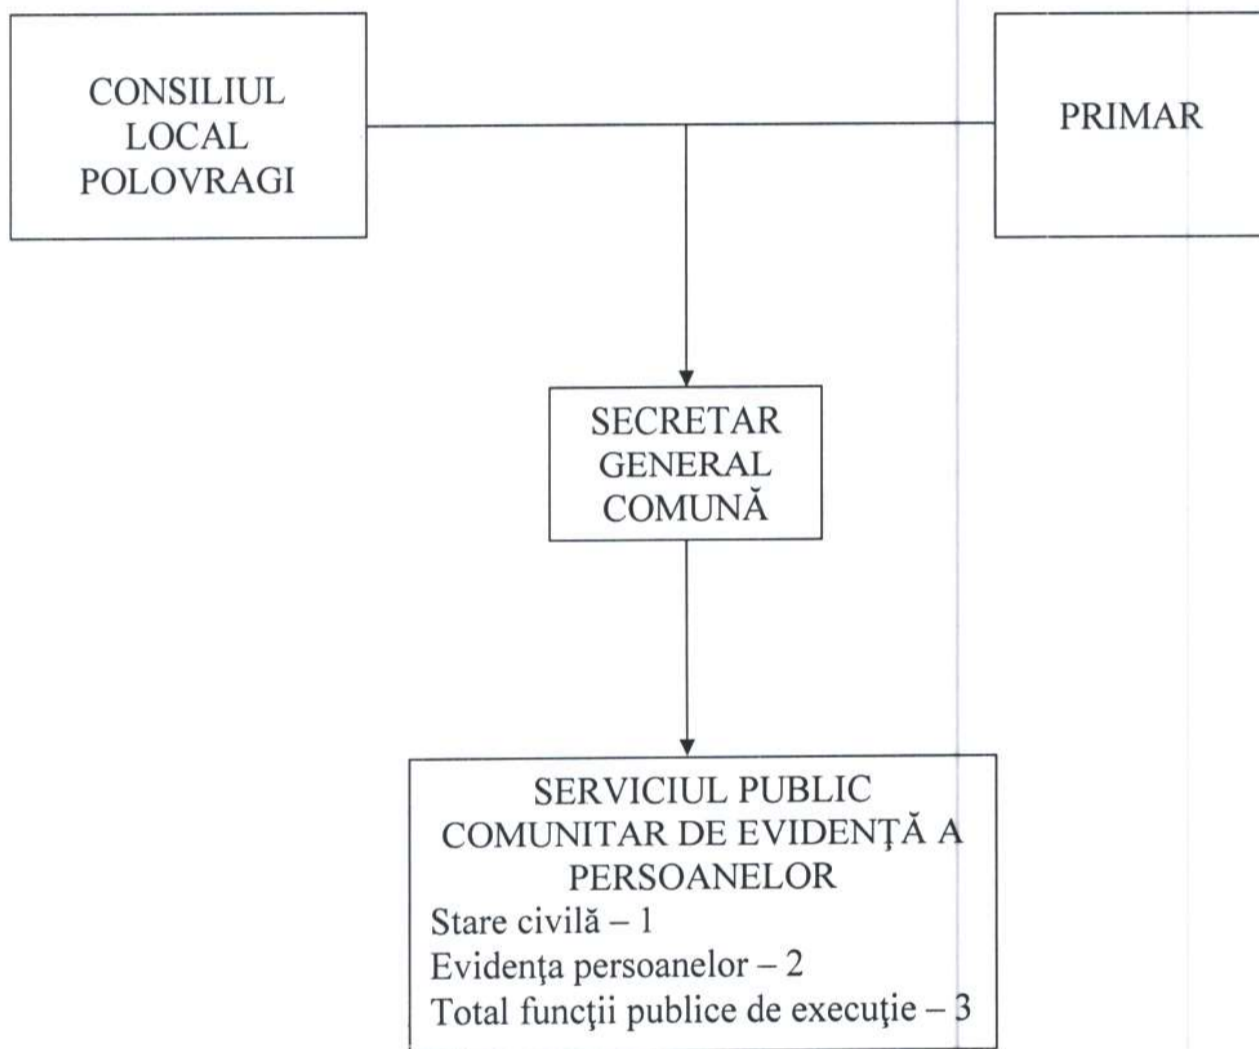 CONSILIUL
LOCAL
POLOVRAGI
PRIMAR
SECRETAR
GENERAL
COMUNĂ
SERVICIUL PUBLIC
COMUNITAR DE EVIDENŢĂ A
PERSOANELOR
Stare civilă – 1
Evidenţa persoanelor – 2
Total funcţii publice de execuţie – 3